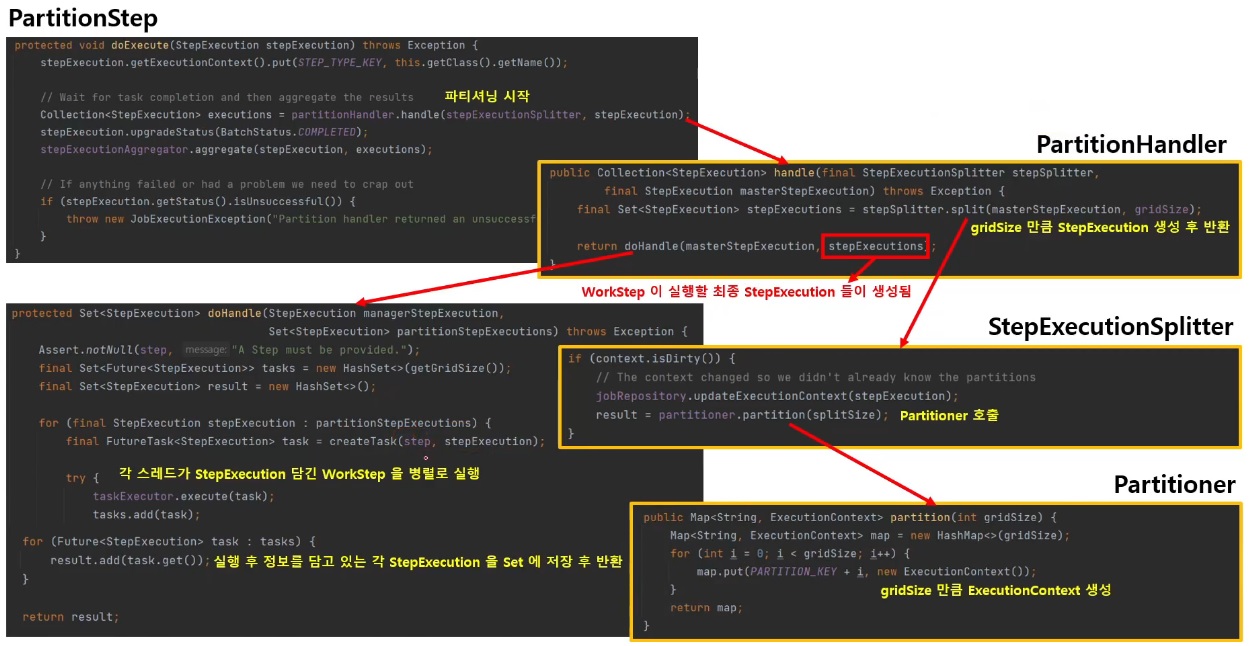 PartitionStep
protected void doExecute(StepExecution stepExecution) throws Exception {
stepExecution.getExecutionContext().put(STEP_TYPE_KEY, this.getClass().getName());
// Wait for task completion and then aggregate the results
파티셔닝 시작
Collection<StepExecution> executions = partitionHandler.handle(stepExecutionSplitter, stepExecution);
stepExecution.upgradeStatus(BatchStatus.COMPLETED);
stepExecutionAggregator.aggregate(stepExecution, executions);
// If anything failed or had a problem we need to crap out
if (stepExecution.getStatus().isUnsuccessful()) {
throw new JobExecutionException("Partition handler returned an unsuccessf
}
}
PartitionHandler
public Collection<StepExecution> handle(final StepExecutionSplitter stepSplitter,
final StepExecution masterStepExecution) throws Exception {
final Set<StepExecution> stepExecutions = stepSplitter.split(masterStepExecution, gridSize);
gridSize 만큼 StepExecution 생성 후 반환
return doHandle(masterStepExecution, stepExecutions);
}
WorkStep 이 실행할 최종 StepExecution 들이 생성됨
protected Set<StepExecution> doHandle(StepExecution managerStepExecution,
Set<StepExecution> partitionStepExecutions) throws Exception {
Assert.notNull(step, message: "A Step must be provided.");
final Set<Future<StepExecution>> tasks = new HashSet<>(getGridSize());
final Set<StepExecution> result = new HashSet<>();
for (final StepExecution stepExecution : partitionStepExecutions) {
final FutureTask<StepExecution> task = createTask(step, stepExecution);
try {
각 스레드가 StepExecution 담긴 WorkStep 을 병렬로 실행
taskExecutor.execute(task);
tasks.add(task);
for (Future<StepExecution> task : tasks) {
result.add(task.get());
실행 후 정보를 담고 있는 각 StepExecution 을 Set 에 저장 후 반환
}
return result;
StepExecutionSplitter
if (context.isDirty()) {
// The context changed so we didn't already know the partitions
jobRepository.updateExecutionContext(stepExecution);
result = partitioner.partition(splitSize);
Partitioner 호출
}
Partitioner
public Map<String, ExecutionContext> partition(int gridSize) {
Map<String, ExecutionContext> map = new HashMap<>(gridSize);
for (int i = 0; i < gridSize; i++) {
map.put(PARTITION_KEY + i, new ExecutionContext());
}
gridSize 만큼 ExecutionContext 생성
return map;
}